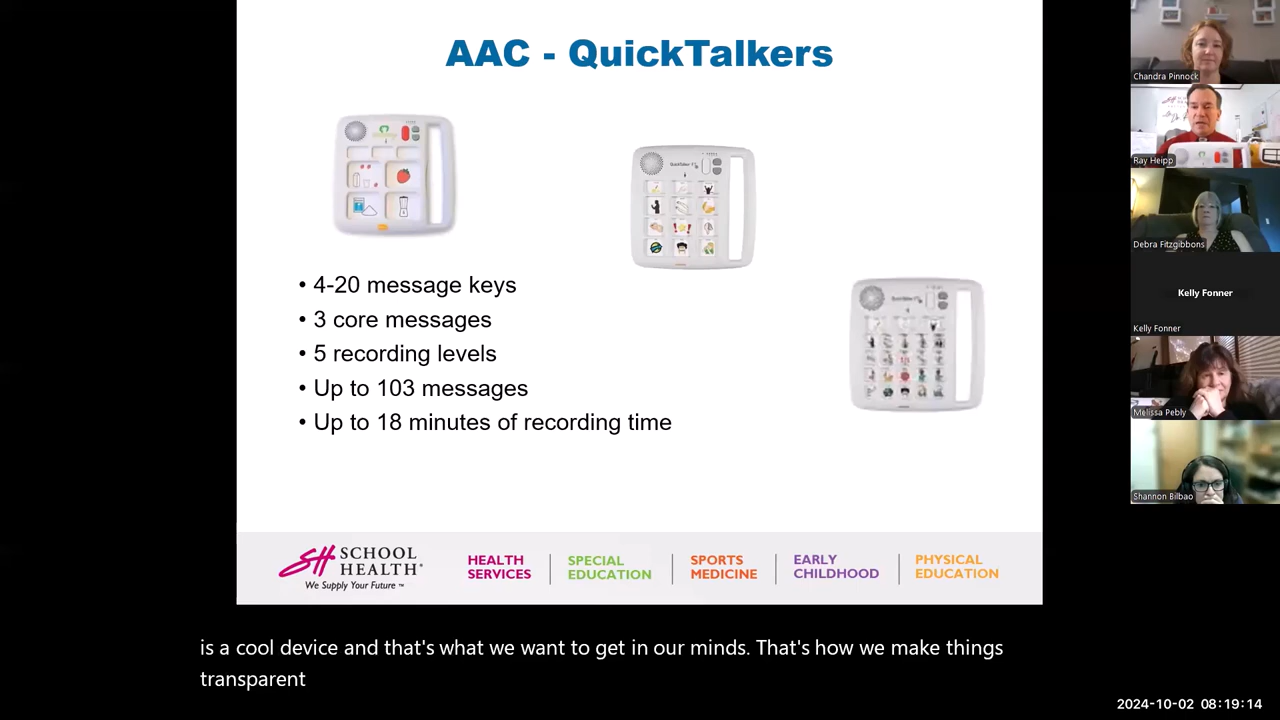 AAC - QuickTalkers
• 4-20 message keys
• 3 core messages
• 5 recording levels
• Up to 103 messages
• Up to 18 minutes of recording time
SH SCHOOL HEALTH®
We Supply Your Future ™
HEALTH SERVICES
SPECIAL EDUCATION
SPORTS MEDICINE
EARLY CHILDHOOD
PHYSICAL EDUCATION
Chandra Pinnock
Ray Heipp
Debra Fitzgibbons
Kelly Fonner
Kelly Fonner
Melissa Pebly
Shannon Bilbao
is a cool device and that's what we want to get in our minds. That's how we make things
transparent
2024-10-02 08:19:14